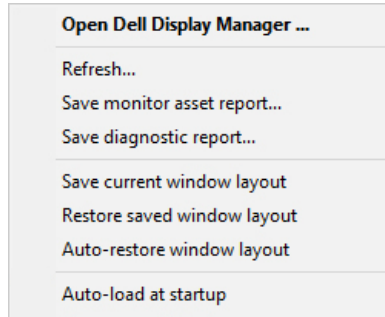 Open Dell Display Manager ...
Refresh...
Save monitor asset report...
Save diagnostic report...
Save current window layout
Restore saved window layout
Auto-restore window layout
Auto-load at startup